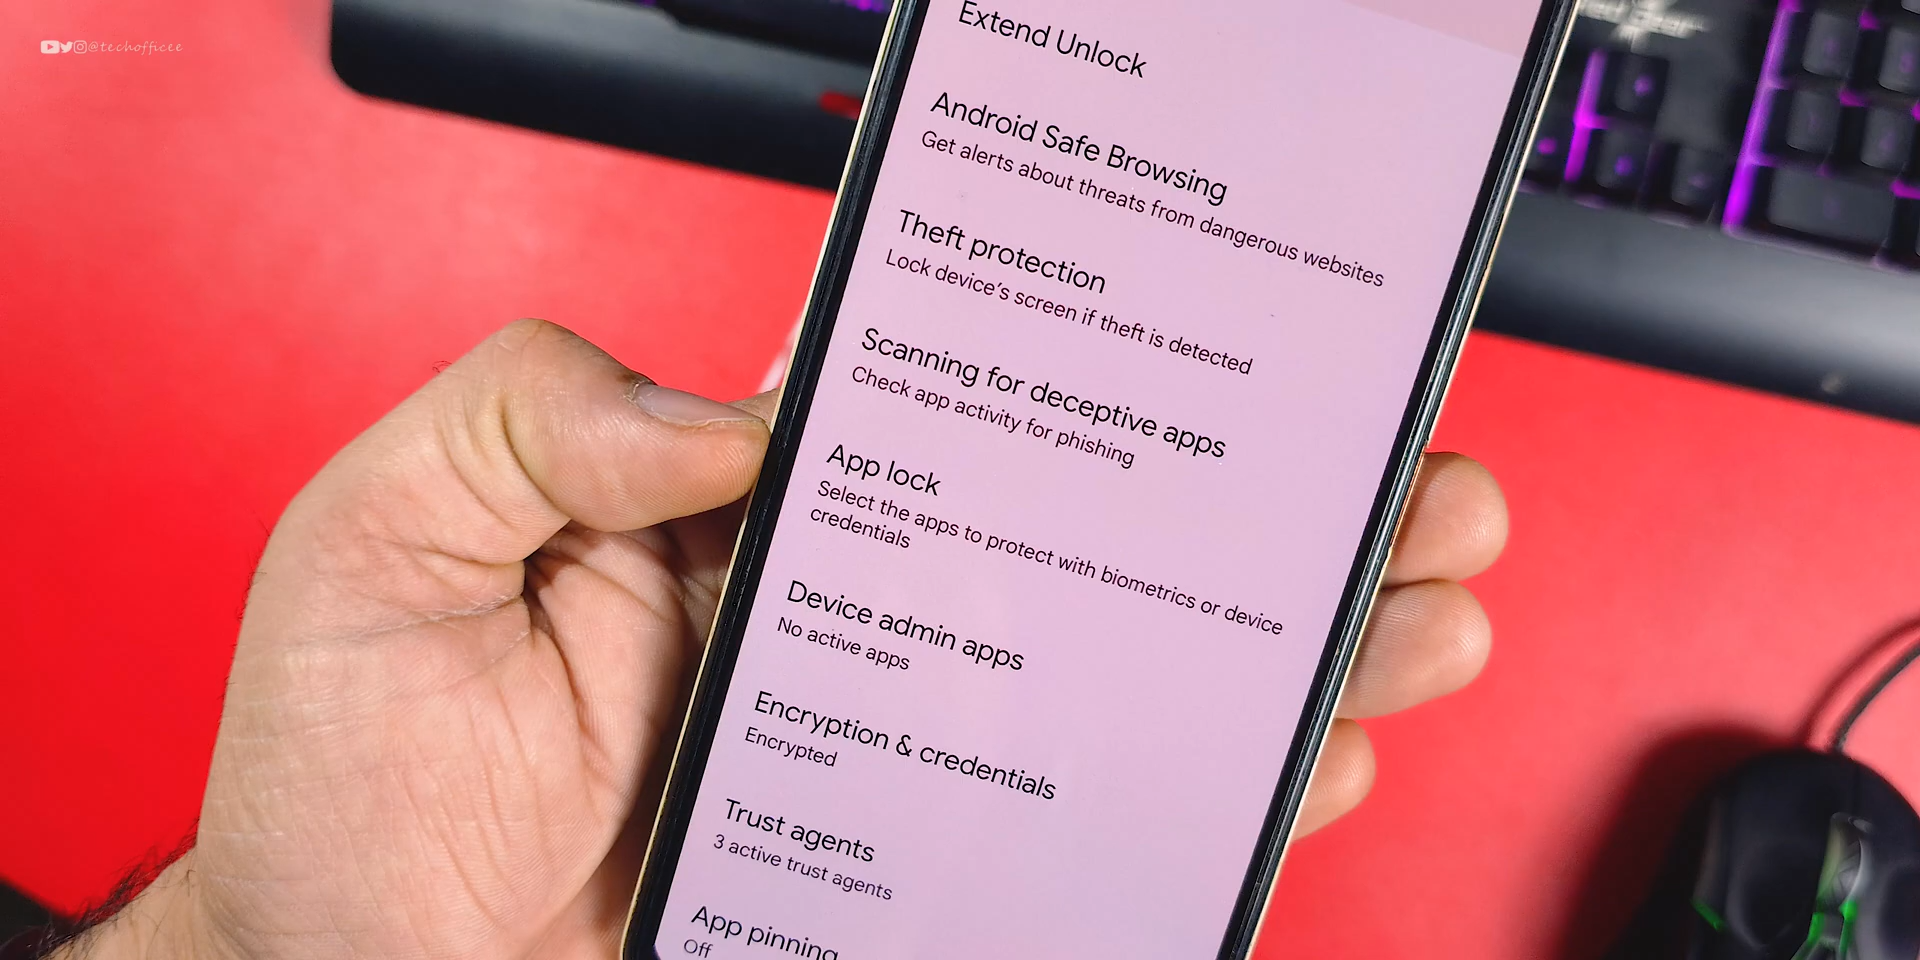 @techofficee
Extend Unlock
Android Safe Browsing
Get alerts about threats from dangerous websites
Theft protection
Lock device's screen if theft is detected
Scanning for deceptive apps
Check app activity for phishing
App lock
Select the apps to protect with biometrics or device
credentials
Device admin apps
No active apps
Encryption & credentials
Encrypted
Trust agents
3 active trust agents
App pinning
Off